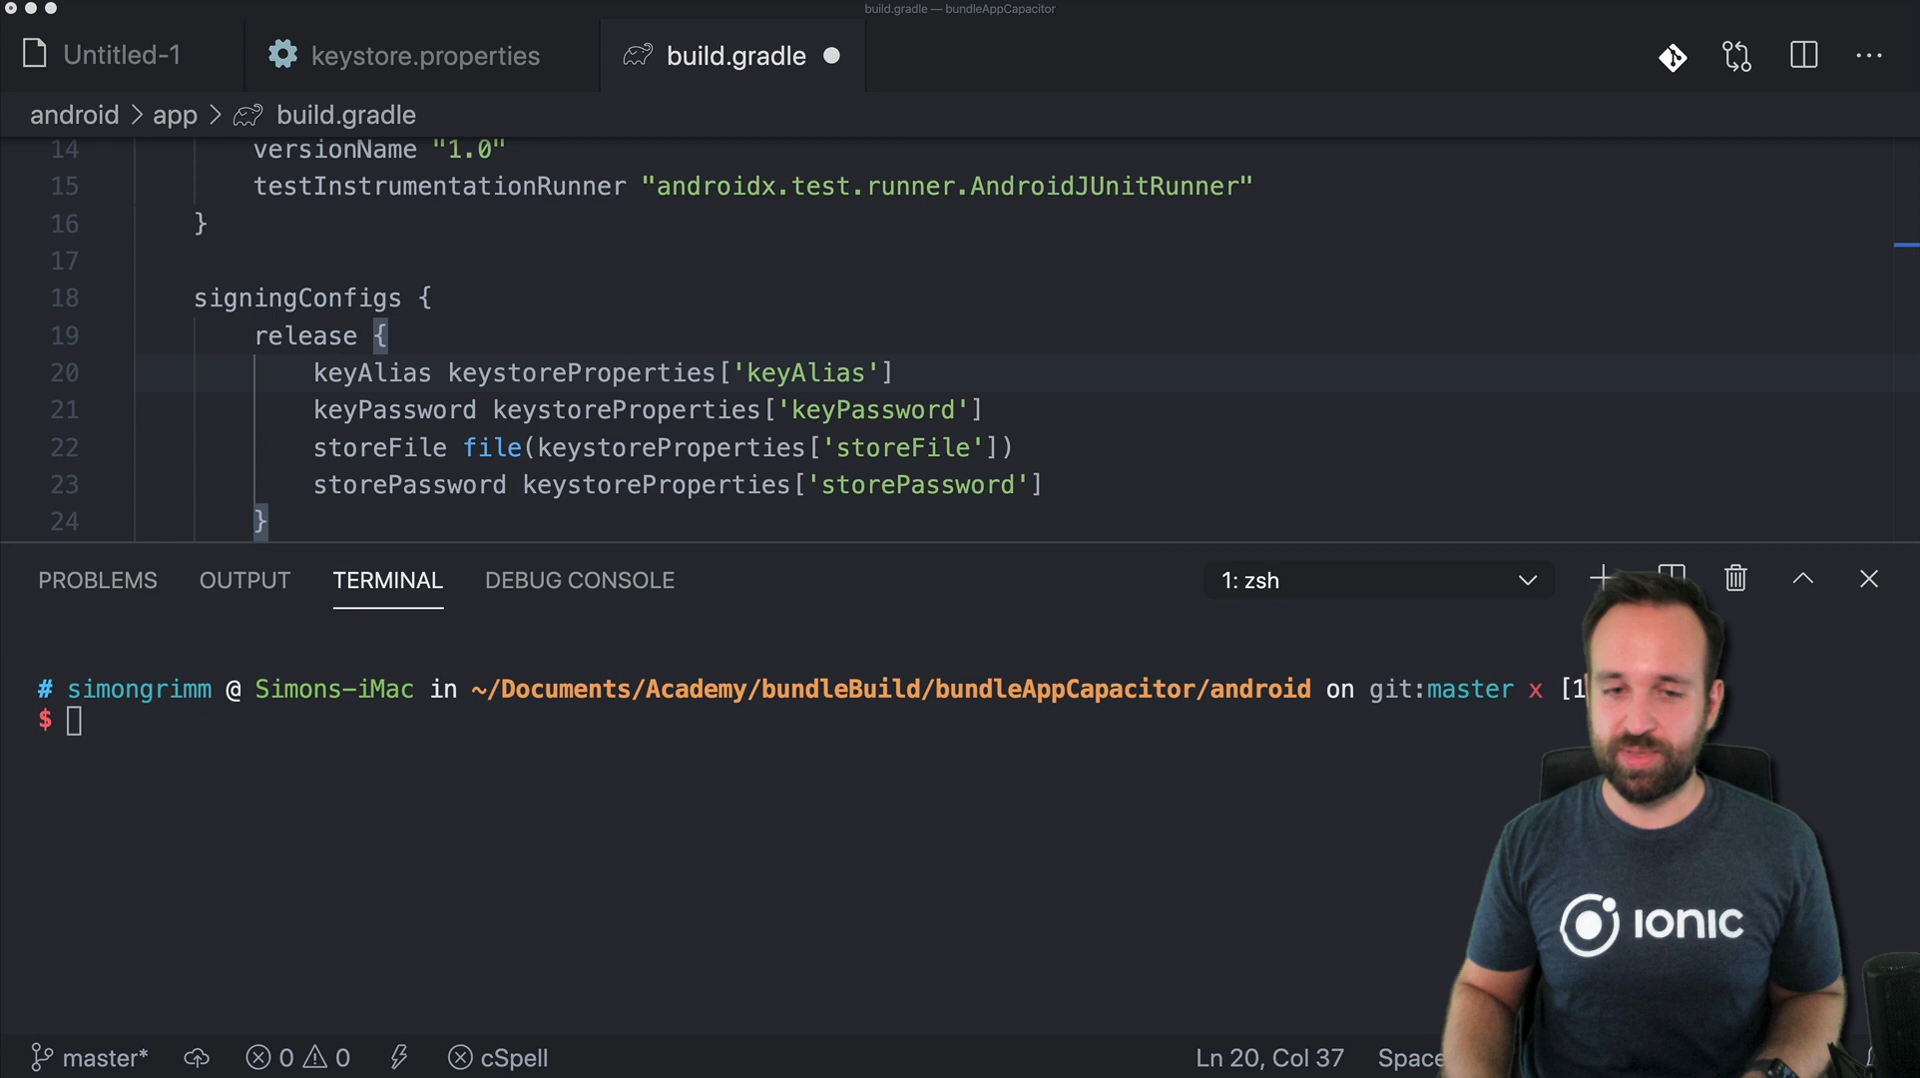 build.gradle — bundleAppCapacitor
Untitled-1
keystore.properties
build.gradle
android > app > build.gradle
14 versionName "1.0"
15 testInstrumentationRunner "androidx.test.runner.AndroidJUnitRunner"
16 }
17
18 signingConfigs {
19 release {
20 keyAlias keystoreProperties['keyAlias']
21 keyPassword keystoreProperties['keyPassword']
22 storeFile file(keystoreProperties['storeFile'])
23 storePassword keystoreProperties['storePassword']
24 }
PROBLEMS OUTPUT TERMINAL DEBUG CONSOLE 1: zsh
# simongrimm @ Simons-iMac in ~/Documents/Academy/bundleBuild/bundleAppCapacitor/android on git:master x [1
$
IONIC
master* 0 0 cSpell Ln 20, Col 37 Space